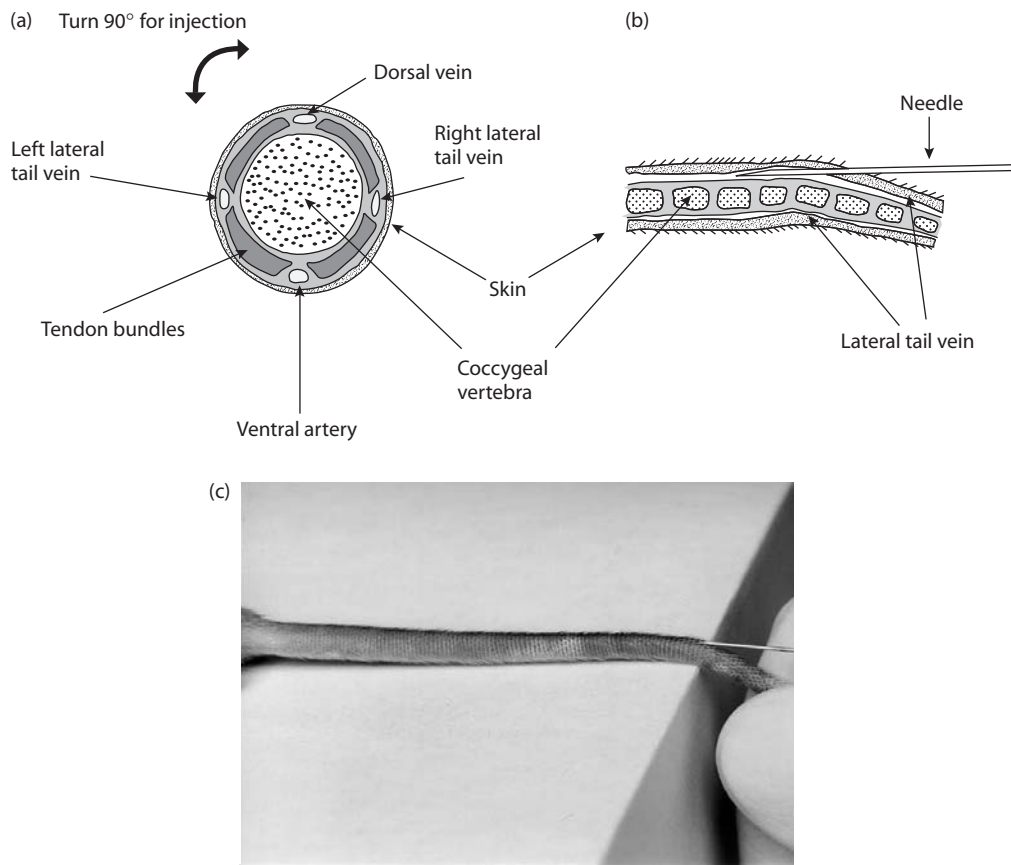 (a)
Turn 90° for injection
Dorsal vein
Left lateral
tail vein
Right lateral
tail vein
Tendon bundles
Ventral artery
Skin
Coccygeal
vertebra
(b)
Needle
Lateral tail vein
(c)